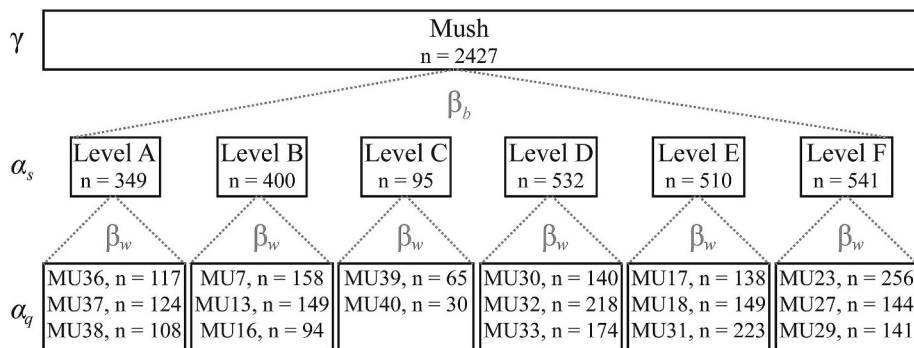 γ
Mush
n = 2427
β_b
α_s
Level A
n = 349
Level B
n = 400
Level C
n = 95
Level D
n = 532
Level E
n = 510
Level F
n = 541
β_w β_w β_w β_w β_w β_w
α_q
MU36, n = 117
MU37, n = 124
MU38, n = 108
MU7, n = 158
MU13, n = 149
MU16, n = 94
MU39, n = 65
MU40, n = 30
MU30, n = 140
MU32, n = 218
MU33, n = 174
MU17, n = 138
MU18, n = 149
MU31, n = 223
MU23, n = 256
MU27, n = 144
MU29, n = 141